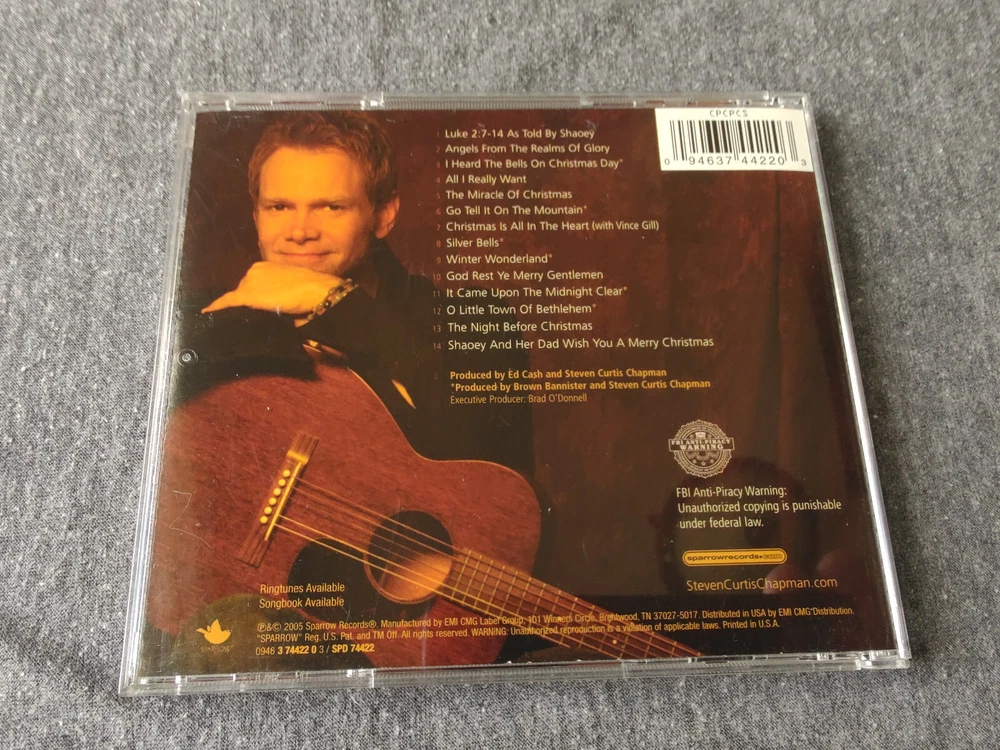 CPCPCS
0 94637 44220 3
1 Luke 2:7-14 As Told By Shaoey
2 Angels From The Realms Of Glory
3 I Heard The Bells On Christmas Day*
4 All I Really Want
5 The Miracle Of Christmas
6 Go Tell It On The Mountain*
7 Christmas Is All In The Heart (with Vince Gill)
8 Silver Bells*
9 Winter Wonderland*
10 God Rest Ye Merry Gentlemen
11 It Came Upon The Midnight Clear*
12 O Little Town Of Bethlehem*
13 The Night Before Christmas
14 Shaoey And Her Dad Wish You A Merry Christmas
Produced by Ed Cash and Steven Curtis Chapman
*Produced by Brown Bannister and Steven Curtis Chapman
Executive Producer: Brad O'Donnell
FBI ANTI-PIRACY
WARNING
FBI Anti-Piracy Warning:
Unauthorized copying is punishable
under federal law.
sparrowrecords.com
StevenCurtisChapman.com
Ringtunes Available
Songbook Available
SPARROW
℗&© 2005 Sparrow Records®. Manufactured by EMI CMG Label Group, 101 Winners Circle, Brentwood, TN 37027-5017. Distributed in USA by EMI CMG Distribution.
"SPARROW" Reg. U.S. Pat. and TM Off. All rights reserved. WARNING: Unauthorized reproduction is a violation of applicable laws. Printed in U.S.A.
0946 3 74422 0 3 / SPD 74422